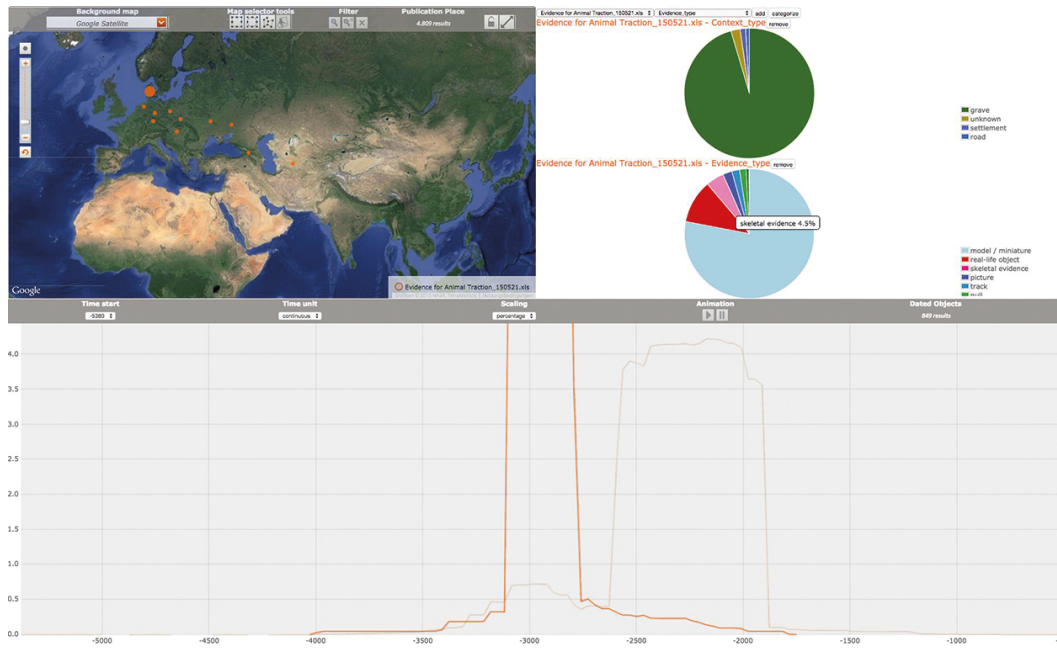 Background map
Map selector tools
Filter
Publication Place
Google Satellite
4.809 results
Evidence for Animal Traction_150521.xls
Evidence_type
add
categorize
Evidence for Animal Traction_150521.xls - Context_type
remove
grave
unknown
settlement
road
Evidence for Animal Traction_150521.xls - Evidence_type
remove
skeletal evidence 4.5%
model / miniature
real-life object
skeletal evidence
picture
track
null
Google
Evidence for Animal Traction_150521.xls
Time start
Time unit
Scaling
Animation
Dated Objects
-5380
continuous
percentage
849 results
4.0
3.5
3.0
2.5
2.0
1.5
1.0
0.5
0.0
-5000
-4500
-4000
-3500
-3000
-2500
-2000
-1500
-1000